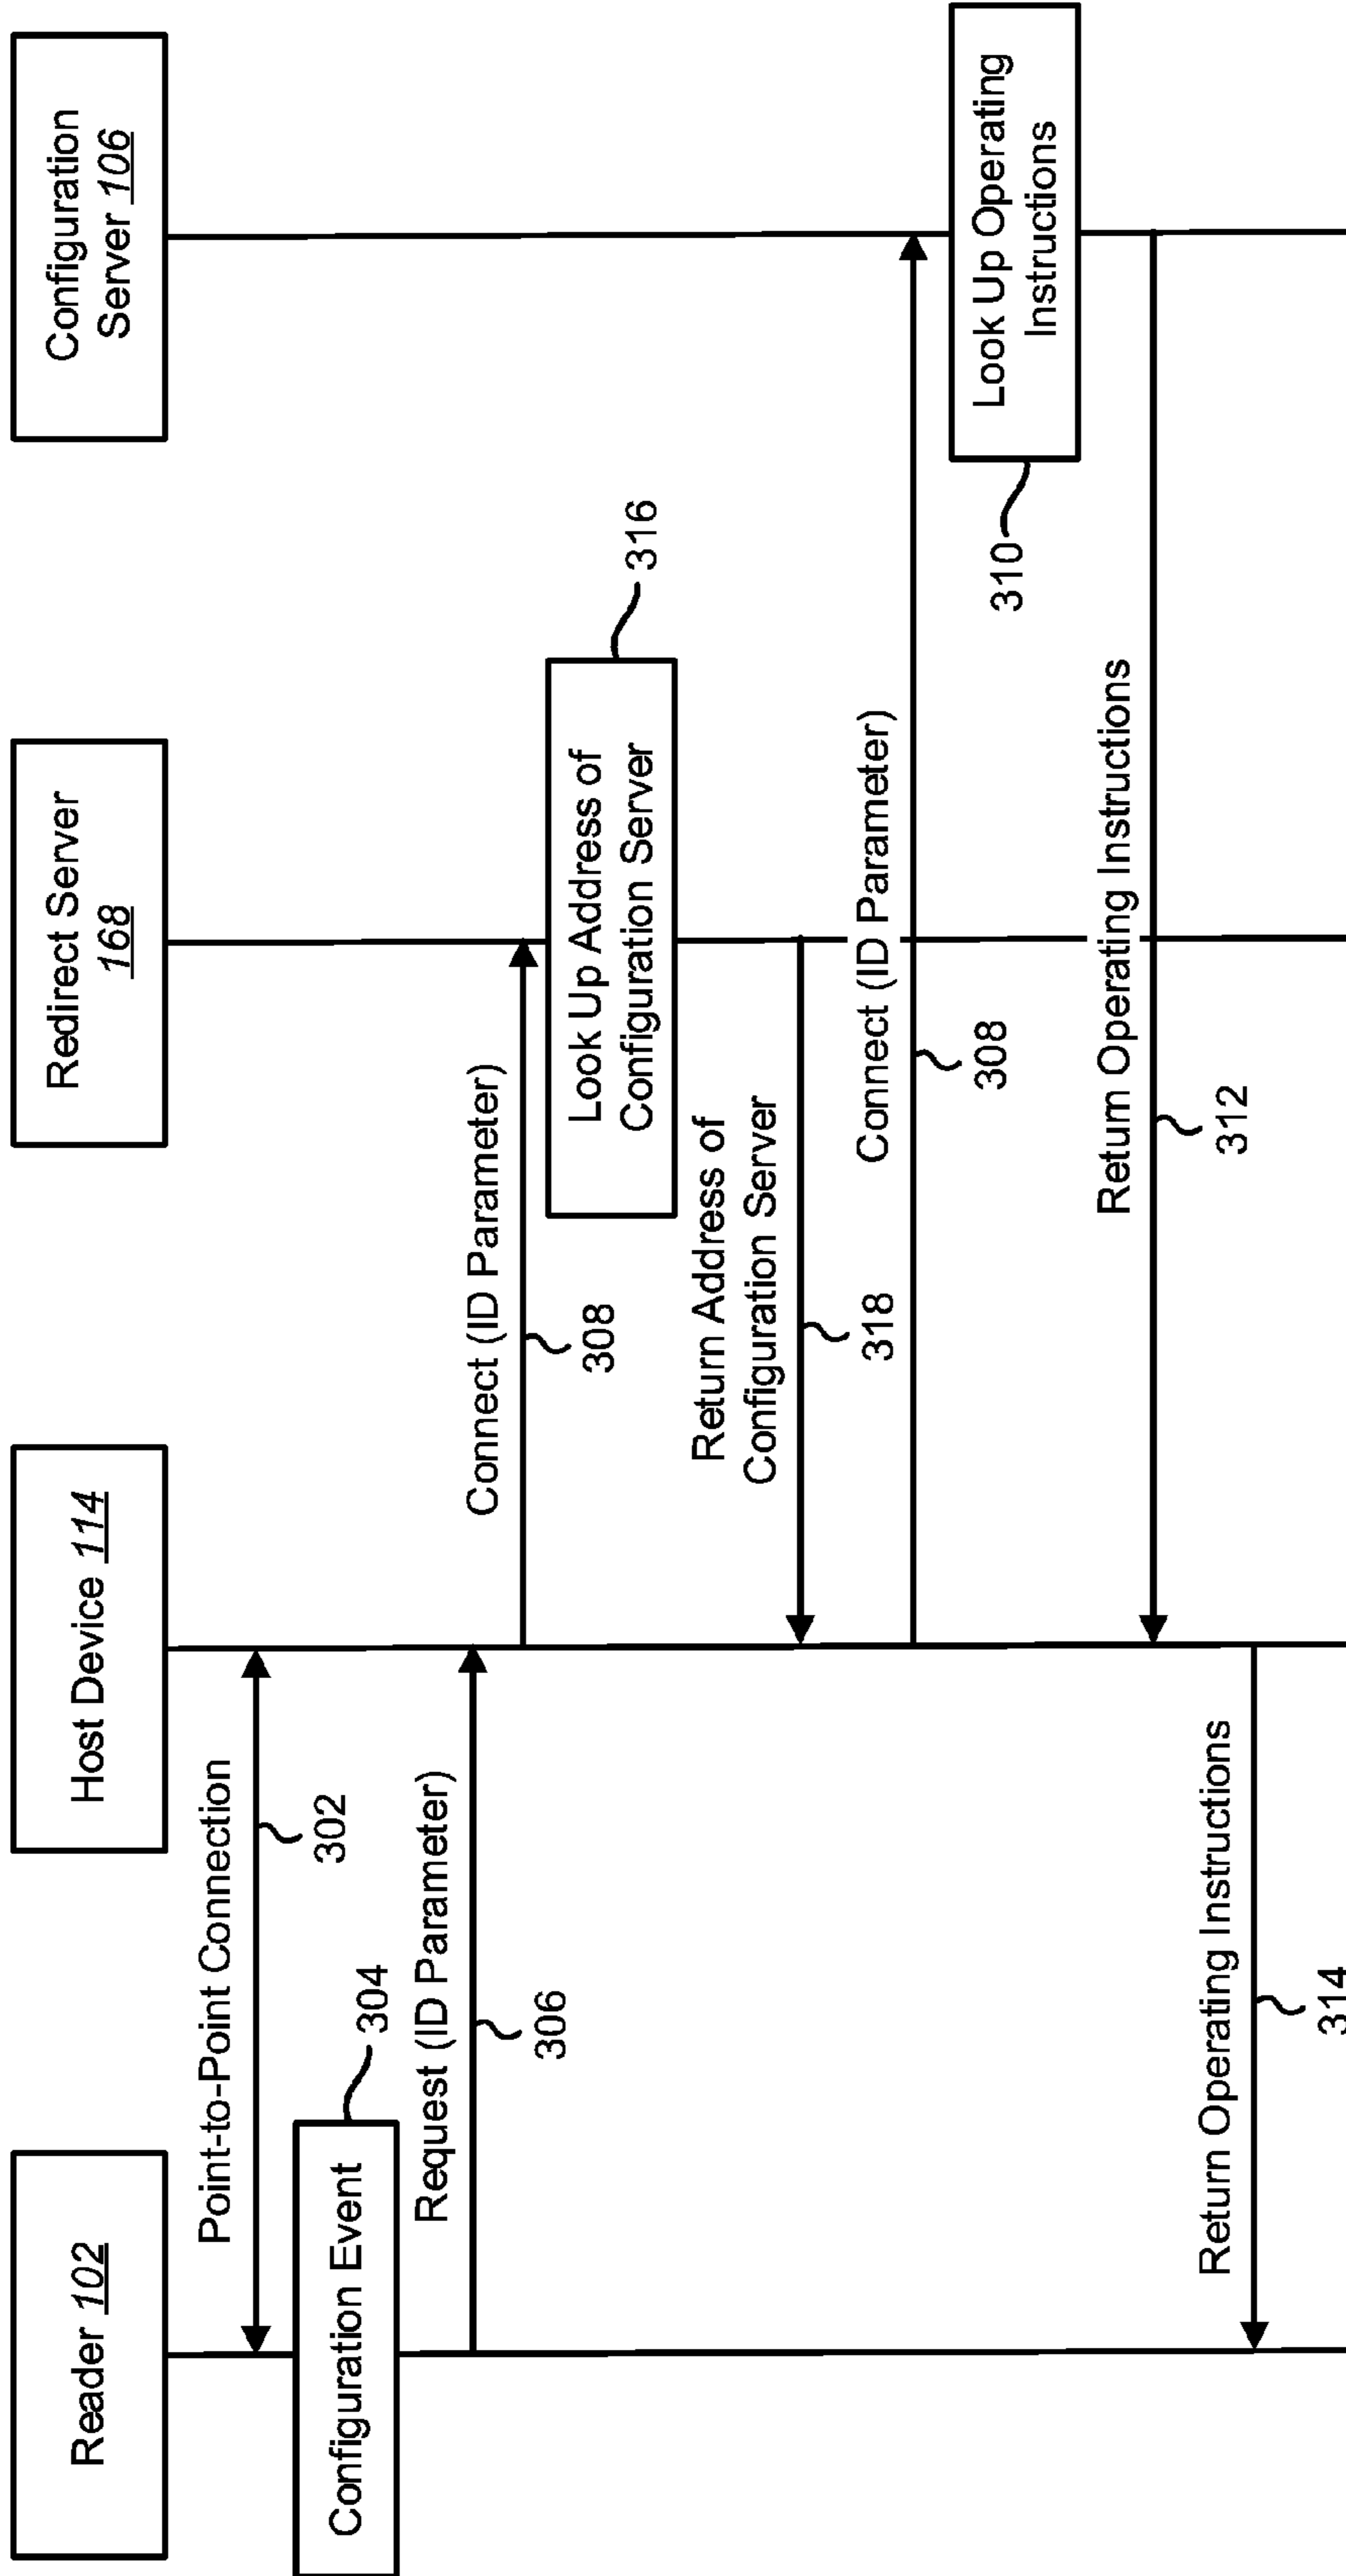 Reader 102
Host Device 114
Redirect Server
168
Configuration
Server 106
Point-to-Point Connection
302
Configuration Event
304
Request (ID Parameter)
306
Connect (ID Parameter)
308
Look Up Address of
Configuration Server
316
Return Address of
Configuration Server
318
Connect (ID Parameter)
308
Look Up Operating
Instructions
310
Return Operating Instructions
312
Return Operating Instructions
314